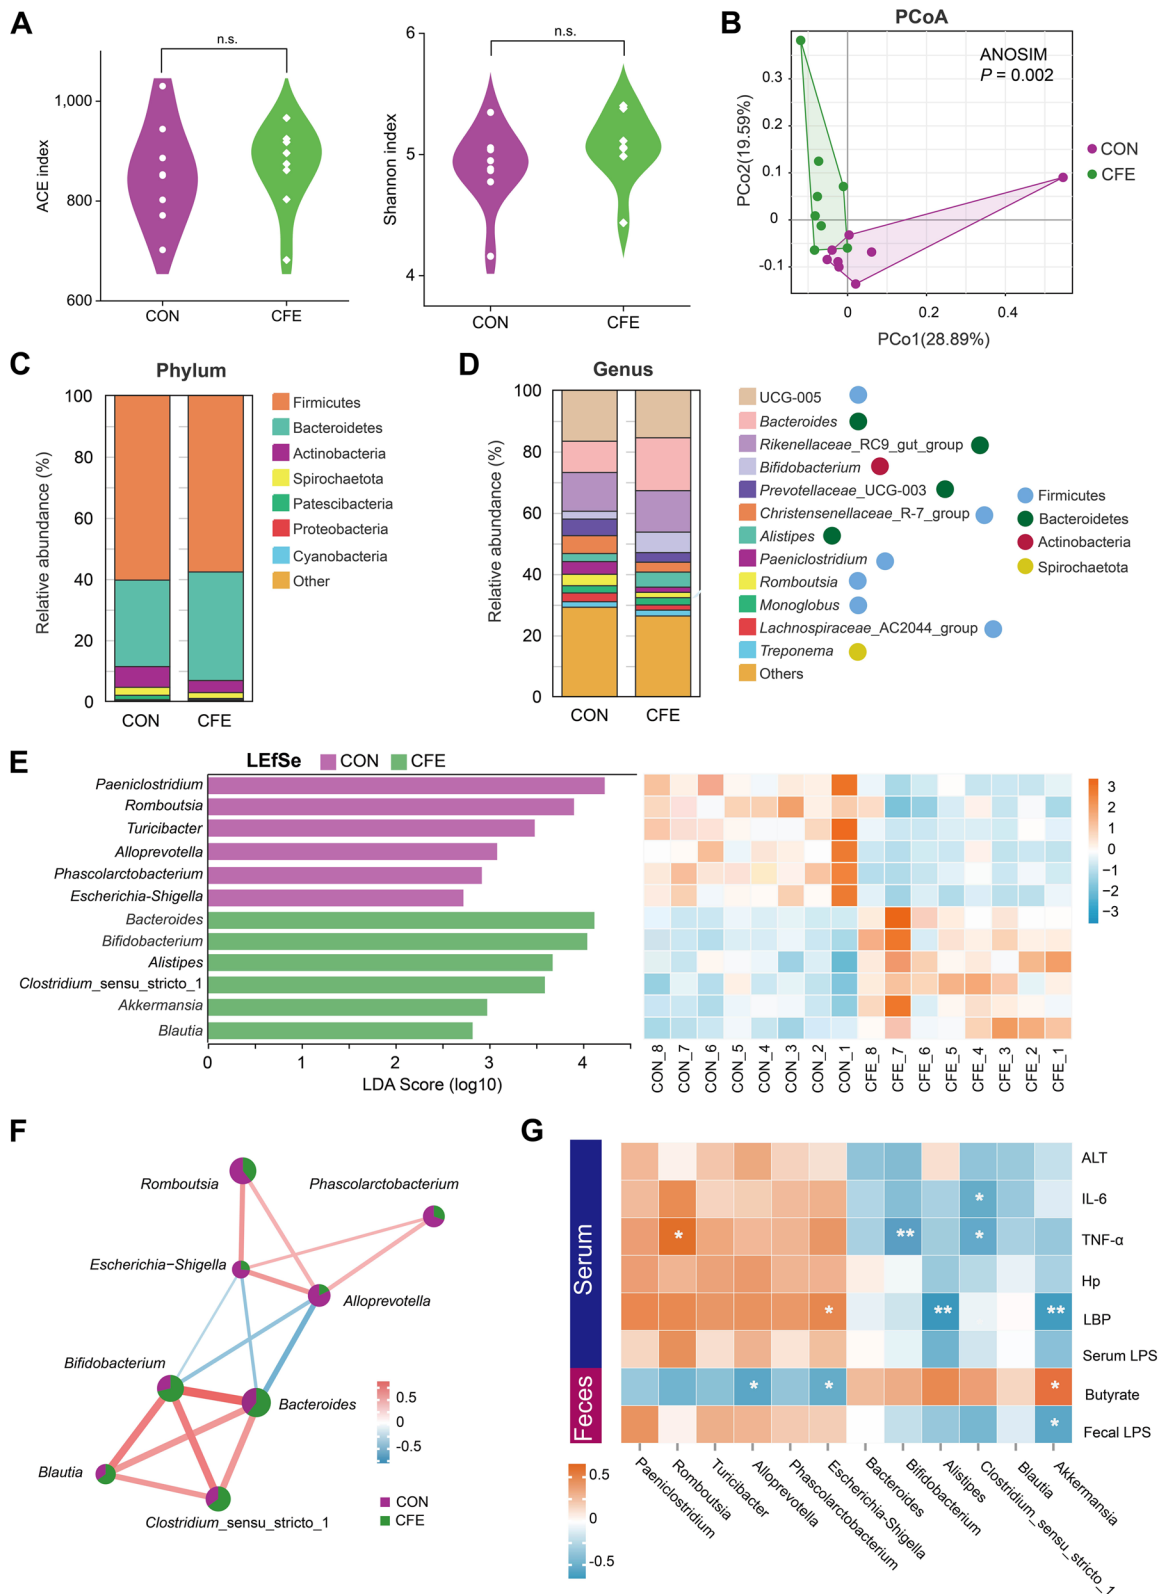 A
n.s.
1,000
800
600
ACE index
CON
CFE
n.s.
6
5
4
Shannon index
CON
CFE
B
PCoA
ANOSIM
P = 0.002
0.3
0.2
0.1
0
-0.1
PCo2(19.59%)
0
0.2
0.4
PCo1(28.89%)
CON
CFE
C
Phylum
100
80
60
40
20
0
Relative abundance (%)
CON
CFE
Firmicutes
Bacteroidetes
Actinobacteria
Spirochaetota
Patescibacteria
Proteobacteria
Cyanobacteria
Other
D
Genus
100
80
60
40
20
0
Relative abundance (%)
CON
CFE
UCG-005
Bacteroides
Rikenellaceae_RC9_gut_group
Bifidobacterium
Prevotellaceae_UCG-003
Christensenellaceae_R-7_group
Alistipes
Paeniclostridium
Romboutsia
Monoglobus
Lachnospiraceae_AC2044_group
Treponema
Others
Firmicutes
Bacteroidetes
Actinobacteria
Spirochaetota
E
LEfSe
CON
CFE
Paeniclostridium
Romboutsia
Turicibacter
Alloprevotella
Phascolarctobacterium
Escherichia-Shigella
Bacteroides
Bifidobacterium
Alistipes
Clostridium_sensu_stricto_1
Akkermansia
Blautia
0
1
2
3
4
LDA Score (log10)
CON_8
CON_7
CON_6
CON_5
CON_4
CON_3
CON_2
CON_1
CFE_8
CFE_7
CFE_6
CFE_5
CFE_4
CFE_3
CFE_2
CFE_1
3
2
1
0
−1
−2
−3
F
Romboutsia
Phascolarctobacterium
Escherichia−Shigella
Alloprevotella
Bifidobacterium
Bacteroides
Blautia
Clostridium_sensu_stricto_1
0.5
0
-0.5
CON
CFE
G
Serum
Feces
ALT
*
IL-6
* ** *
TNF-α
Hp
* ** **
LBP
Serum LPS
* * *
Butyrate
*
Fecal LPS
Paeniclostridium
Romboutsia
Turicibacter
Alloprevotella
Phascolarctobacterium
Escherichia-Shigella
Bacteroides
Bifidobacterium
Alistipes
Clostridium_sensu_stricto_1
Blautia
Akkermansia
0.5
0
-0.5